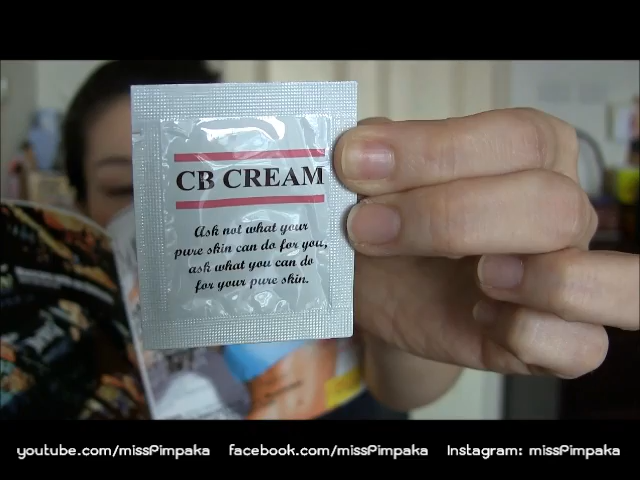 CB CREAM
Ask not what your
pure skin can do for you,
ask what you can do
for your pure skin.
youtube.com/missPimpaka facebook.com/missPimpaka Instagram: missPimpaka